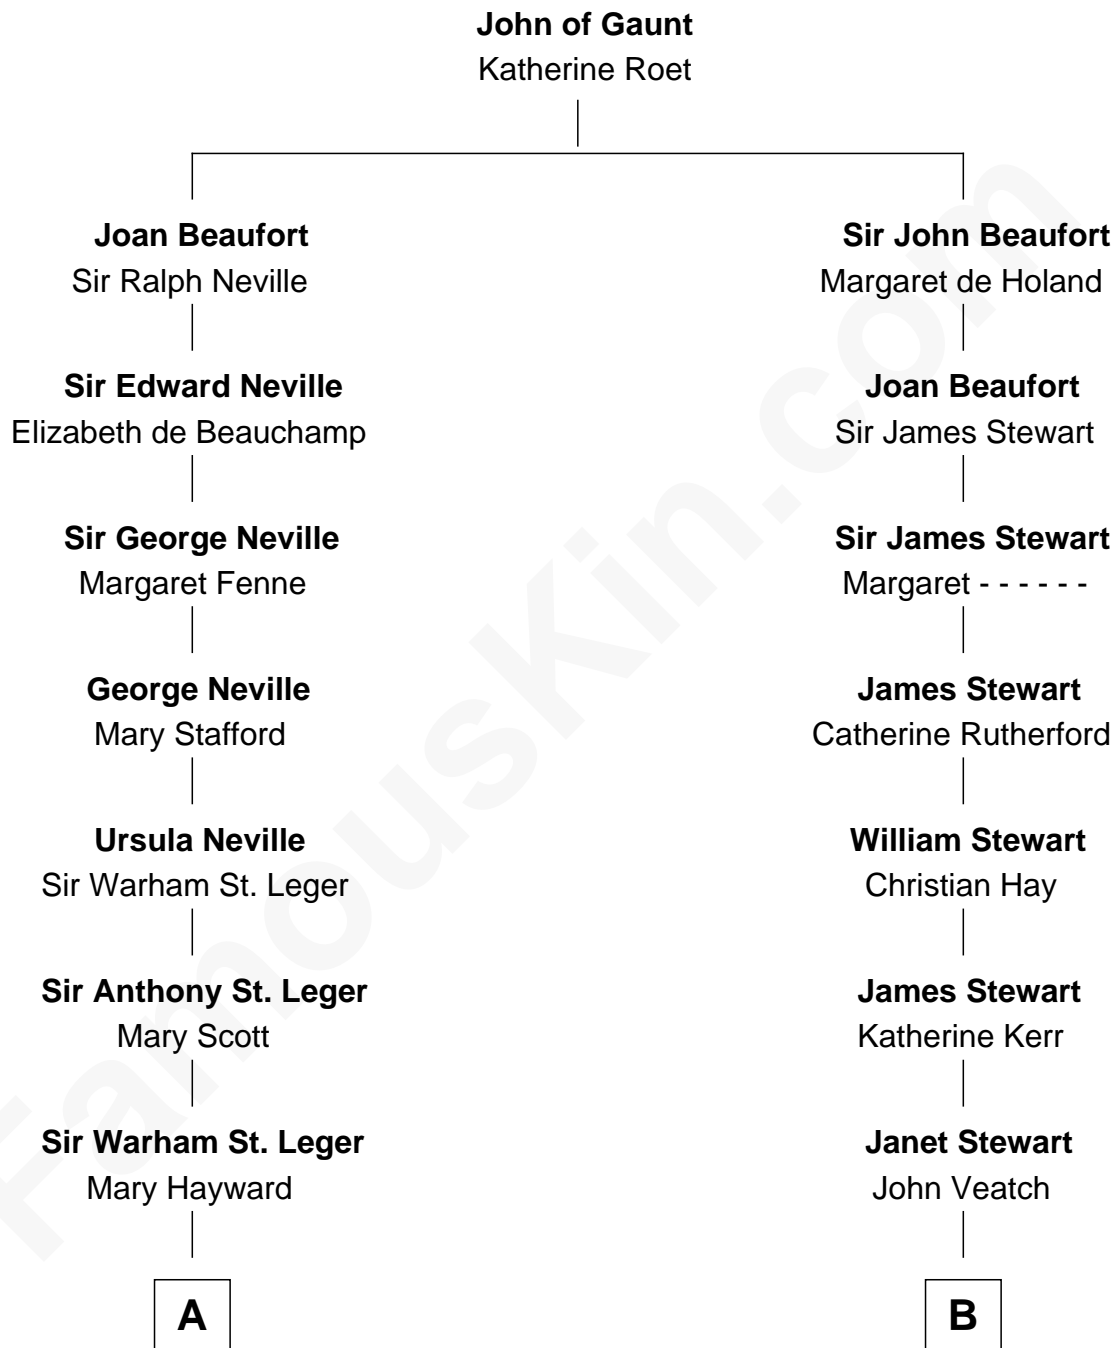 John of Gaunt
Katherine Roet
Joan Beaufort
Sir Ralph Neville
Sir John Beaufort
Margaret de Holand
Sir Edward Neville
Elizabeth de Beauchamp
Joan Beaufort
Sir James Stewart
Sir George Neville
Margaret Fenne
Sir James Stewart
Margaret - - - - - -
George Neville
Mary Stafford
James Stewart
Catherine Rutherford
Ursula Neville
Sir Warham St. Leger
William Stewart
Christian Hay
Sir Anthony St. Leger
Mary Scott
James Stewart
Katherine Kerr
Sir Warham St. Leger
Mary Hayward
Janet Stewart
John Veatch
A
B
FamousKin.com